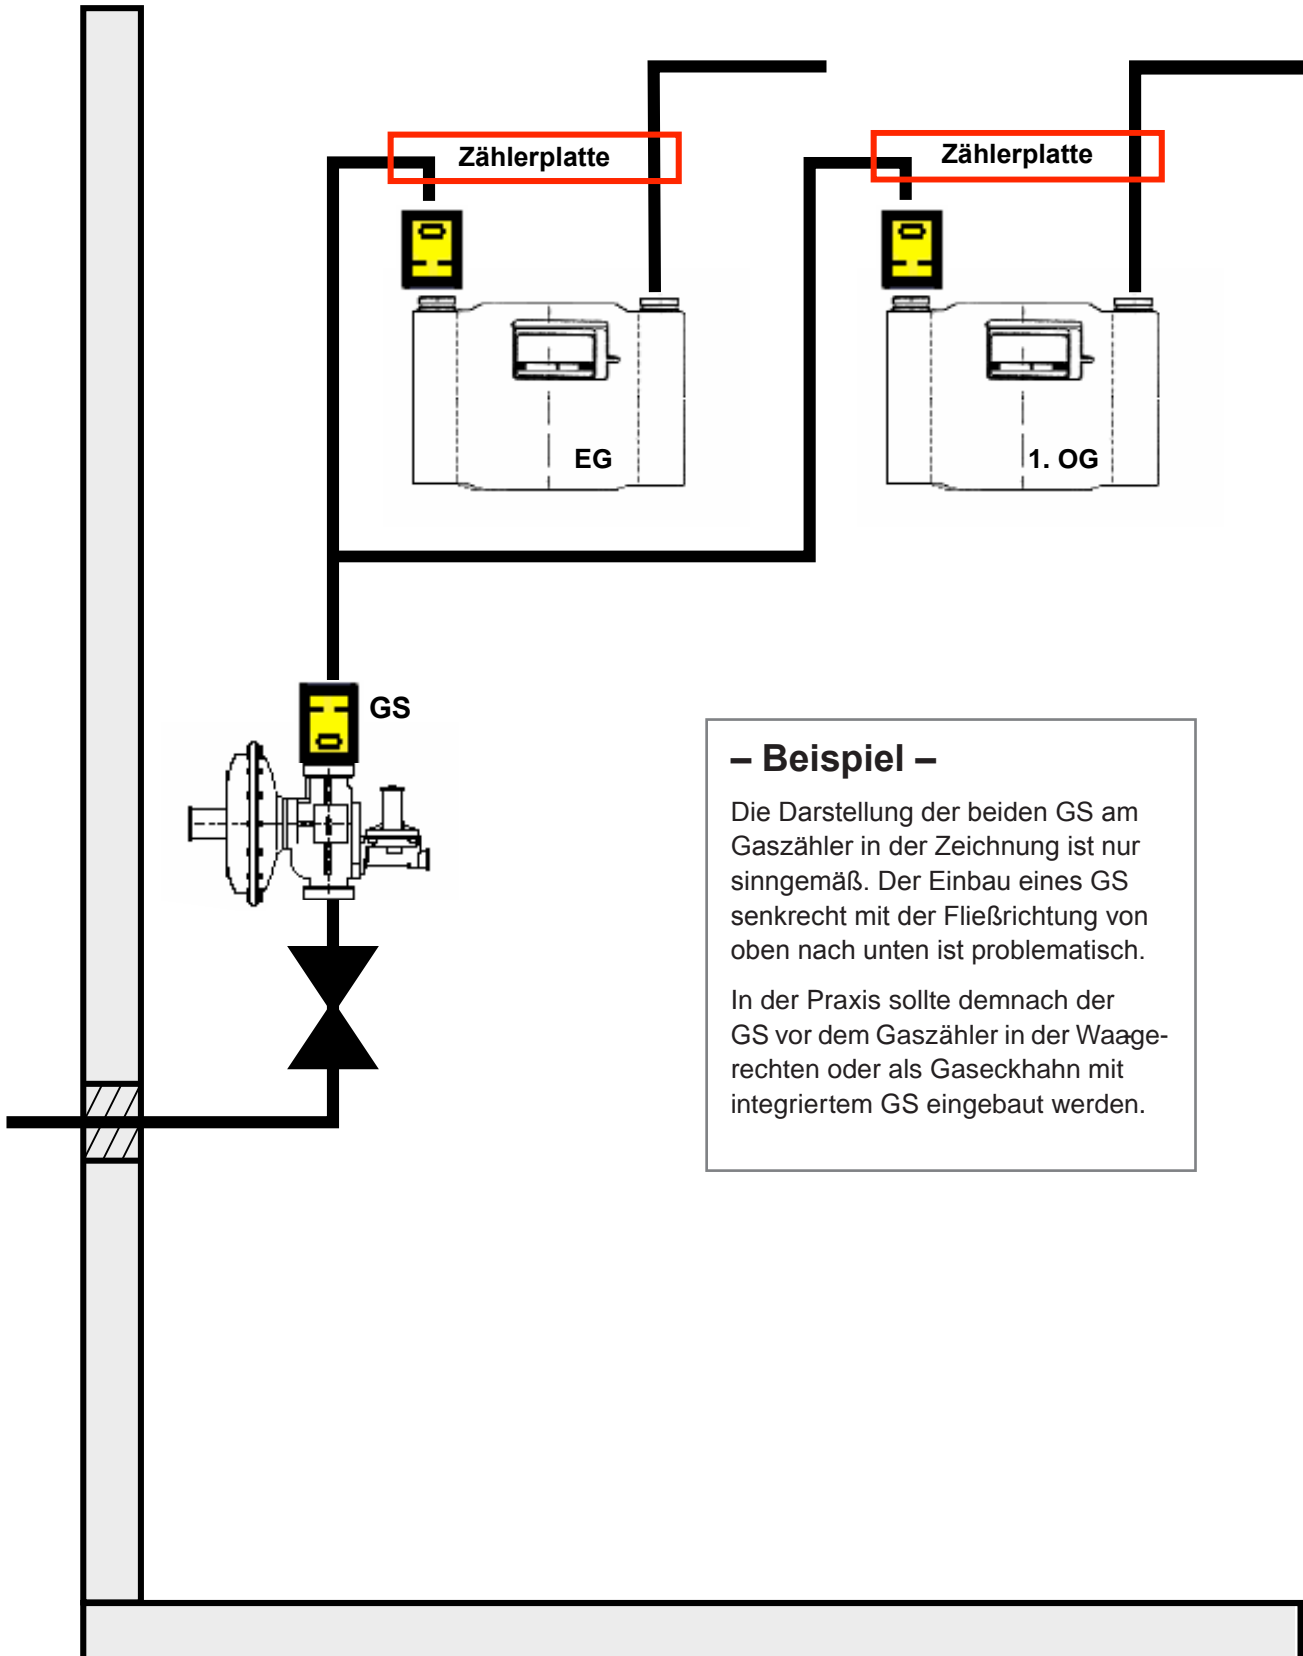 Zählerplatte
Zählerplatte
EG
1. OG
GS
– Beispiel –
Die Darstellung der beiden GS am
Gaszähler in der Zeichnung ist nur
sinngemäß. Der Einbau eines GS
senkrecht mit der Fließrichtung von
oben nach unten ist problematisch.
In der Praxis sollte demnach der
GS vor dem Gaszähler in der Waage-
rechten oder als Gaseckhahn mit
integriertem GS eingebaut werden.